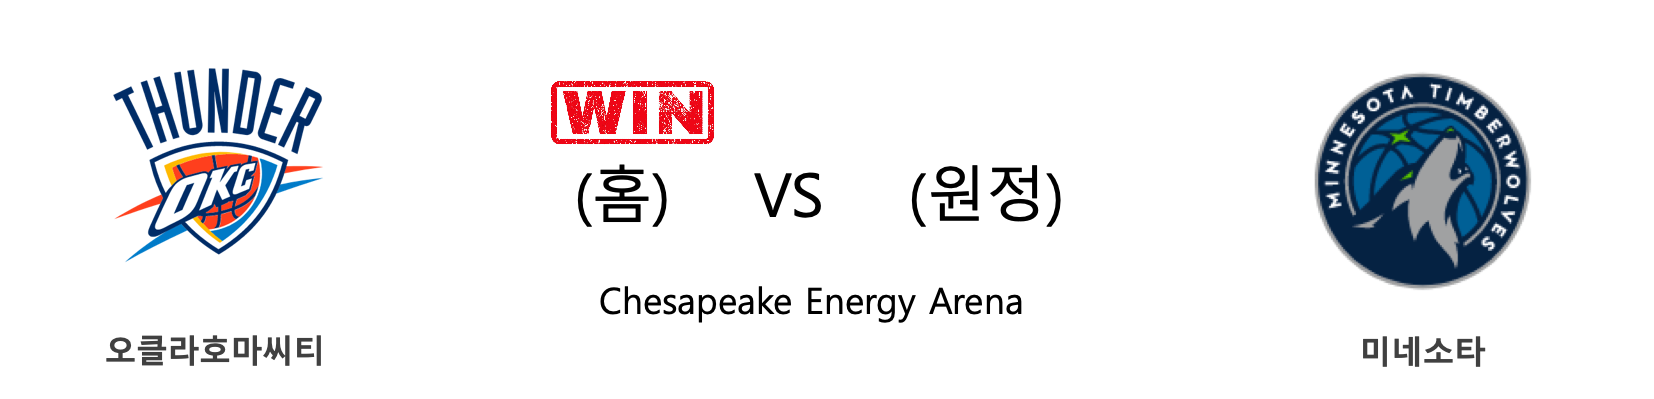 THUNDER
OKC
오클라호마씨티
WIN
(홈) VS (원정)
Chesapeake Energy Arena
MINNESOTA TIMBERWOLVES
미네소타